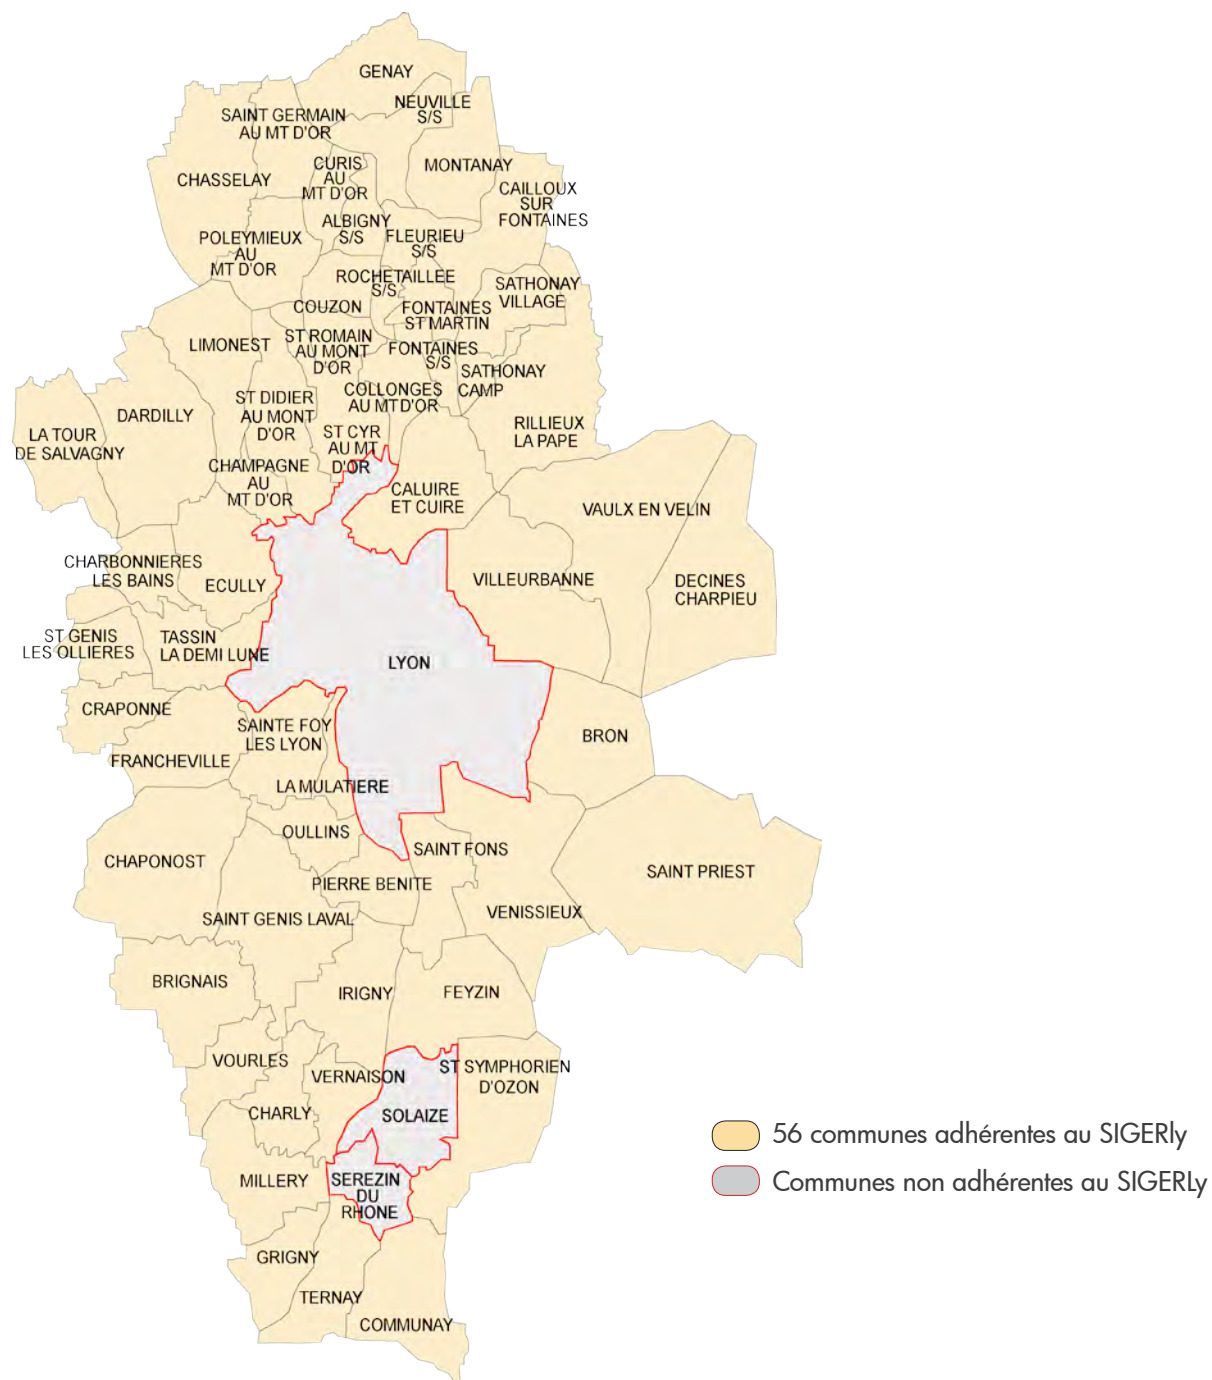 GENAY
NEUVILLE
S/S
SAINT GERMAIN
AU MT D'OR
MONTANAY
CURIS
AU
MT D'OR
CHASSELAY
CAILLOUX
SUR
FONTAINES
ALBIGNY
S/S
FLEURIEU
S/S
POLEYMIEUX
AU
MT D'OR
ROCHETAILLEE
S/S
SATHONAY
VILLAGE
COUZON
FONTAINES
ST MARTIN
LIMONEST
ST ROMAIN
AU MONT
D'OR
FONTAINES
S/S
SATHONAY
CAMP
COLLONGES
AU MT D'OR
ST DIDIER
AU MONT
D'OR
DARDILLY
LA TOUR
DE SALVAGNY
RILLIEUX
LA PAPE
ST CYR
AU MT
D'OR
CHAMPAGNE
AU
MT D'OR
CALUIRE
ET CUIRE
VAULX EN VELIN
CHARBONNIERES
LES BAINS
ECULLY
VILLEURBANNE
DECINES
CHARPIEU
ST GENIS
LES OLLIERES
TASSIN
LA DEMI LUNE
LYON
CRAPONNE
SAINTE FOY
LES LYON
BRON
FRANCHEVILLE
LA MULATIERE
OULLINS
SAINT FONS
CHAPONOST
SAINT PRIEST
PIERRE BENITE
SAINT GENIS LAVAL
VENISSIEUX
BRIGNAIS
IRIGNY
FEYZIN
VOURLES
VERNAISON
ST SYMPHORIEN
D'OZON
CHARLY
SOLAIZE
MILLERY
SEREZIN
DU
RHONE
GRIGNY
TERNAY
COMMUNAY
56 communes adhérentes au SIGERly
Communes non adhérentes au SIGERLy